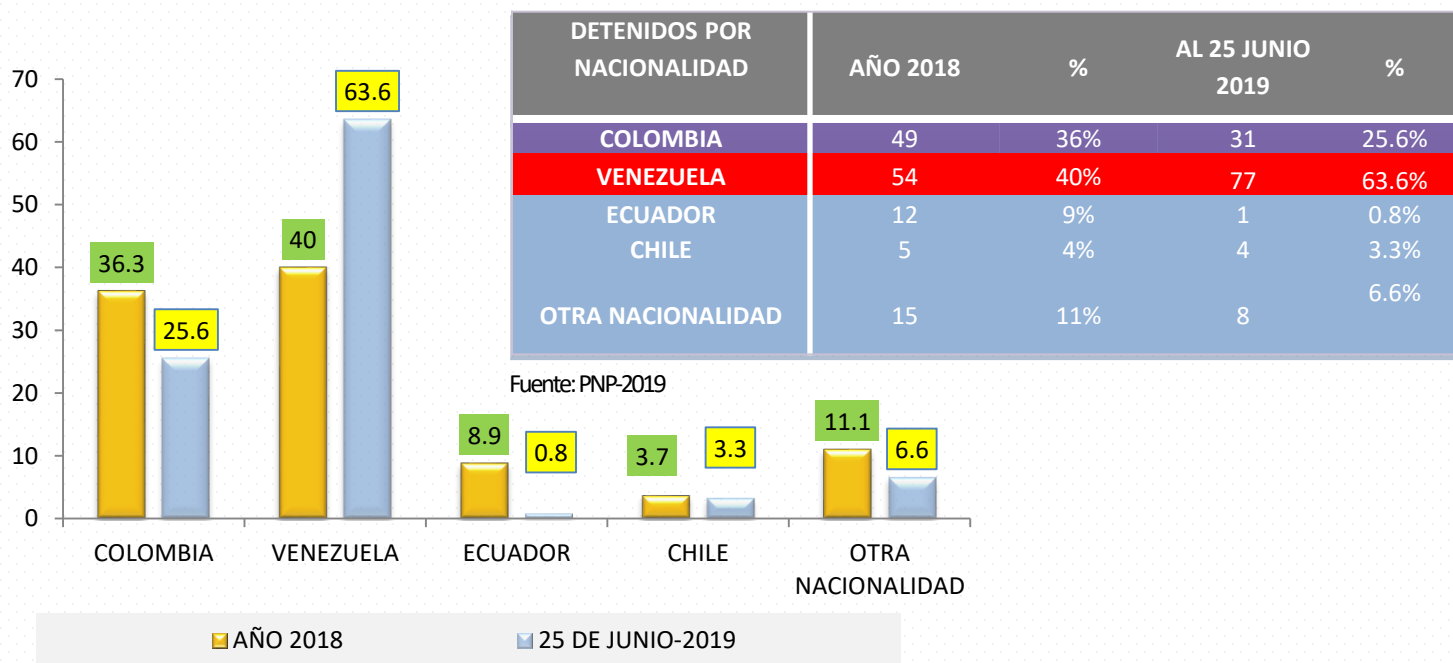 DETENIDOS POR
NACIONALIDAD AÑO 2018 % AL 25 JUNIO
2019 %
COLOMBIA 49 36% 31 25.6%
VENEZUELA 54 40% 77 63.6%
ECUADOR 12 9% 1 0.8%
CHILE 5 4% 4 3.3%
OTRA NACIONALIDAD 15 11% 8 6.6%
Fuente: PNP-2019
70
60
50
40
30
20
10
0
36.3
25.6
40
63.6
8.9
0.8
3.7
3.3
11.1
6.6
COLOMBIA VENEZUELA ECUADOR CHILE OTRA
NACIONALIDAD
AÑO 2018 25 DE JUNIO-2019